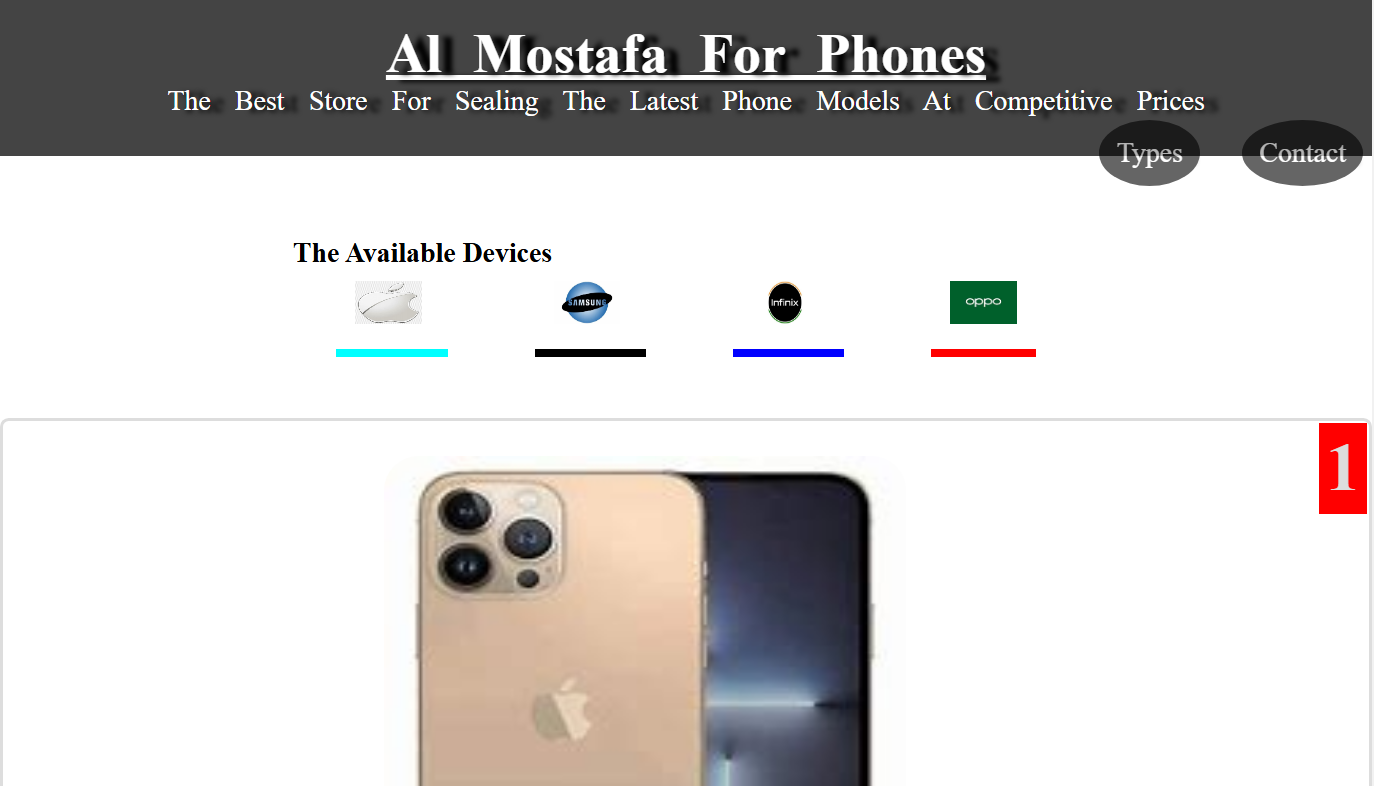 Al Mostafa For Phones
The Best Store For Sealing The Latest Phone Models At Competitive Prices
Types Contact
The Available Devices
SAMSUNG Infinix oppo
1